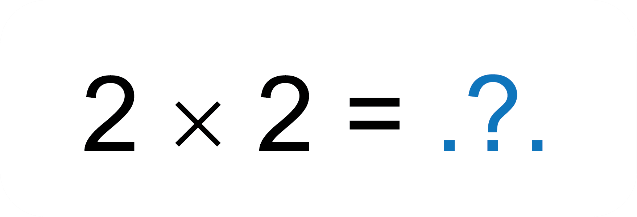 2 × 2 = .?.